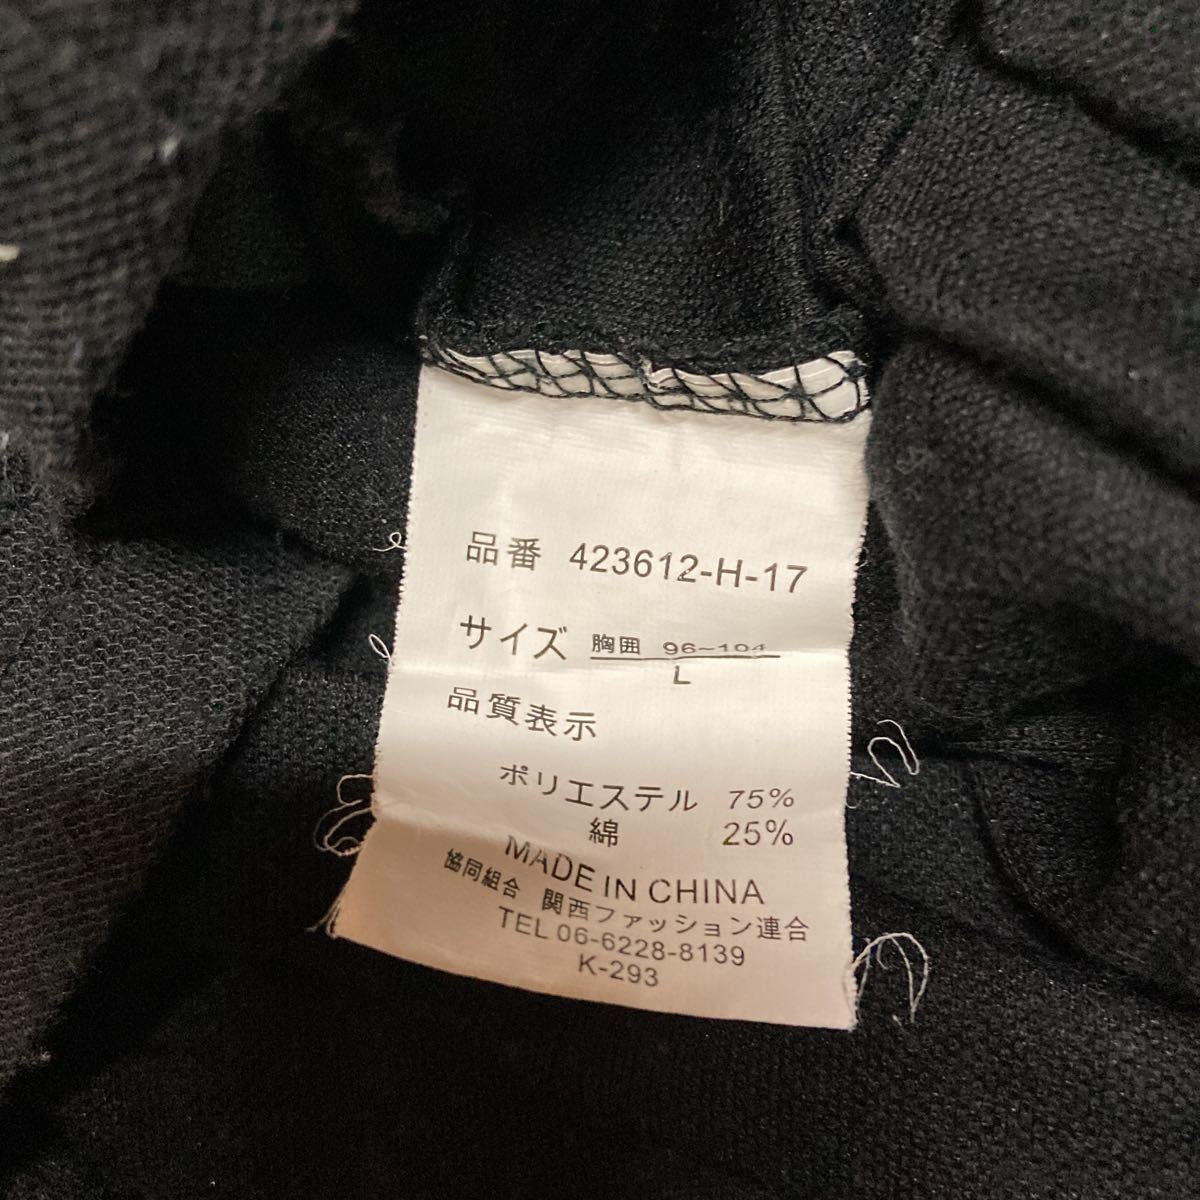 品番 423612-H-17
サイズ 胸囲 96~104
L
品質表示
ポリエステル 75%
綿 25%
MADE IN CHINA
協同組合 関西ファッション連合
TEL 06-6228-8139
K-293